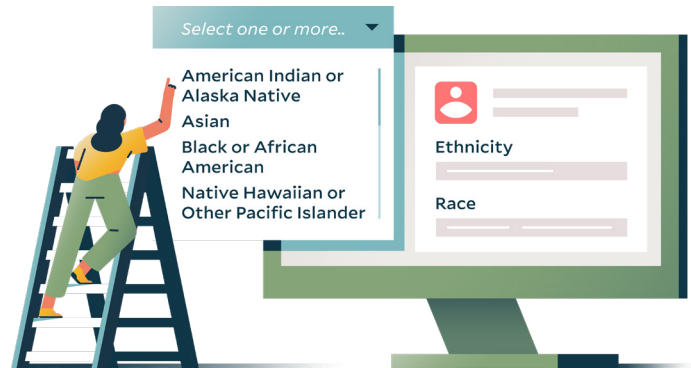 Select one or more..
American Indian or
Alaska Native
Asian
Black or African
American
Native Hawaiian or
Other Pacific Islander
Ethnicity
Race